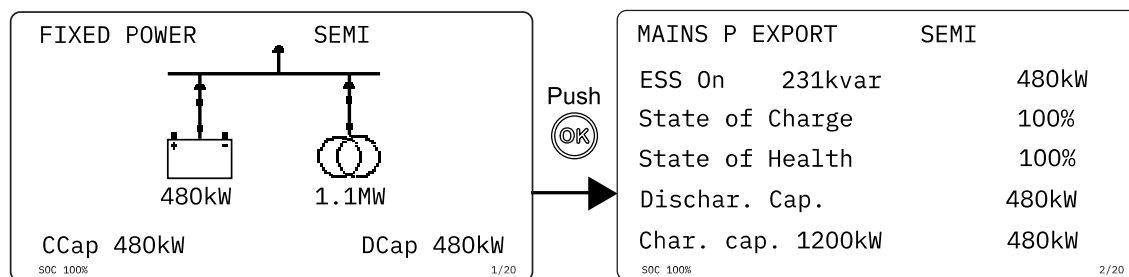 FIXED POWER SEMI
+ -
480kW 1.1MW
CCap 480kW DCap 480kW
SOC 100% 1/20
Push
OK
MAINS P EXPORT SEMI
ESS On 231kvar 480kW
State of Charge 100%
State of Health 100%
Dischar. Cap. 480kW
Char. cap. 1200kW 480kW
SOC 100% 2/20